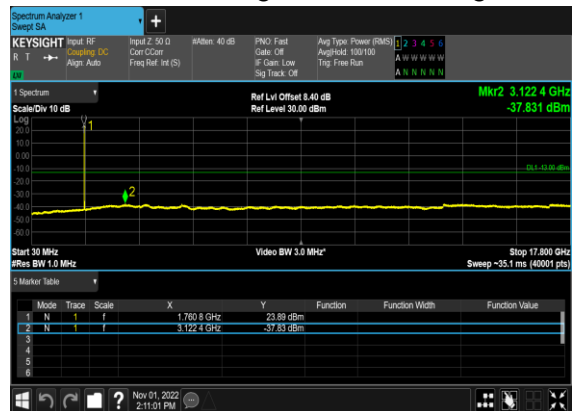 Spectrum Analyzer 1
Swept SA
+
KEYSIGHT Input: RF Input Z: 50 Ω #Atten: 40 dB PNO: Fast Avg Type: Power (RMS) 1 2 3 4 5 6
R T Coupling: DC Corr CCorr Gate: Off Avg|Hold: 100/100 A W W W W W
Align: Auto Freq Ref: Int (S) IF Gain: Low Trig: Free Run
Sig Track: Off A N N N N N
1 Spectrum Ref Lvl Offset 8.40 dB Mkr2 3.122 4 GHz
Scale/Div 10 dB Ref Level 30.00 dBm -37.831 dBm
Log
20.0
10.0
0.00
-10.0
-20.0
-30.0
-40.0
-50.0
-60.0
1
DL1 -13.00 dBm
2
Start 30 MHz Video BW 3.0 MHz* Stop 17.800 GHz
#Res BW 1.0 MHz Sweep ~35.1 ms (40001 pts)
5 Marker Table
Mode Trace Scale X Y Function Function Width Function Value
1 N 1 f 1.760 8 GHz 23.89 dBm
2 N 1 f 3.122 4 GHz -37.83 dBm
3
4
5
6
? Nov 01, 2022
2:11:01 PM